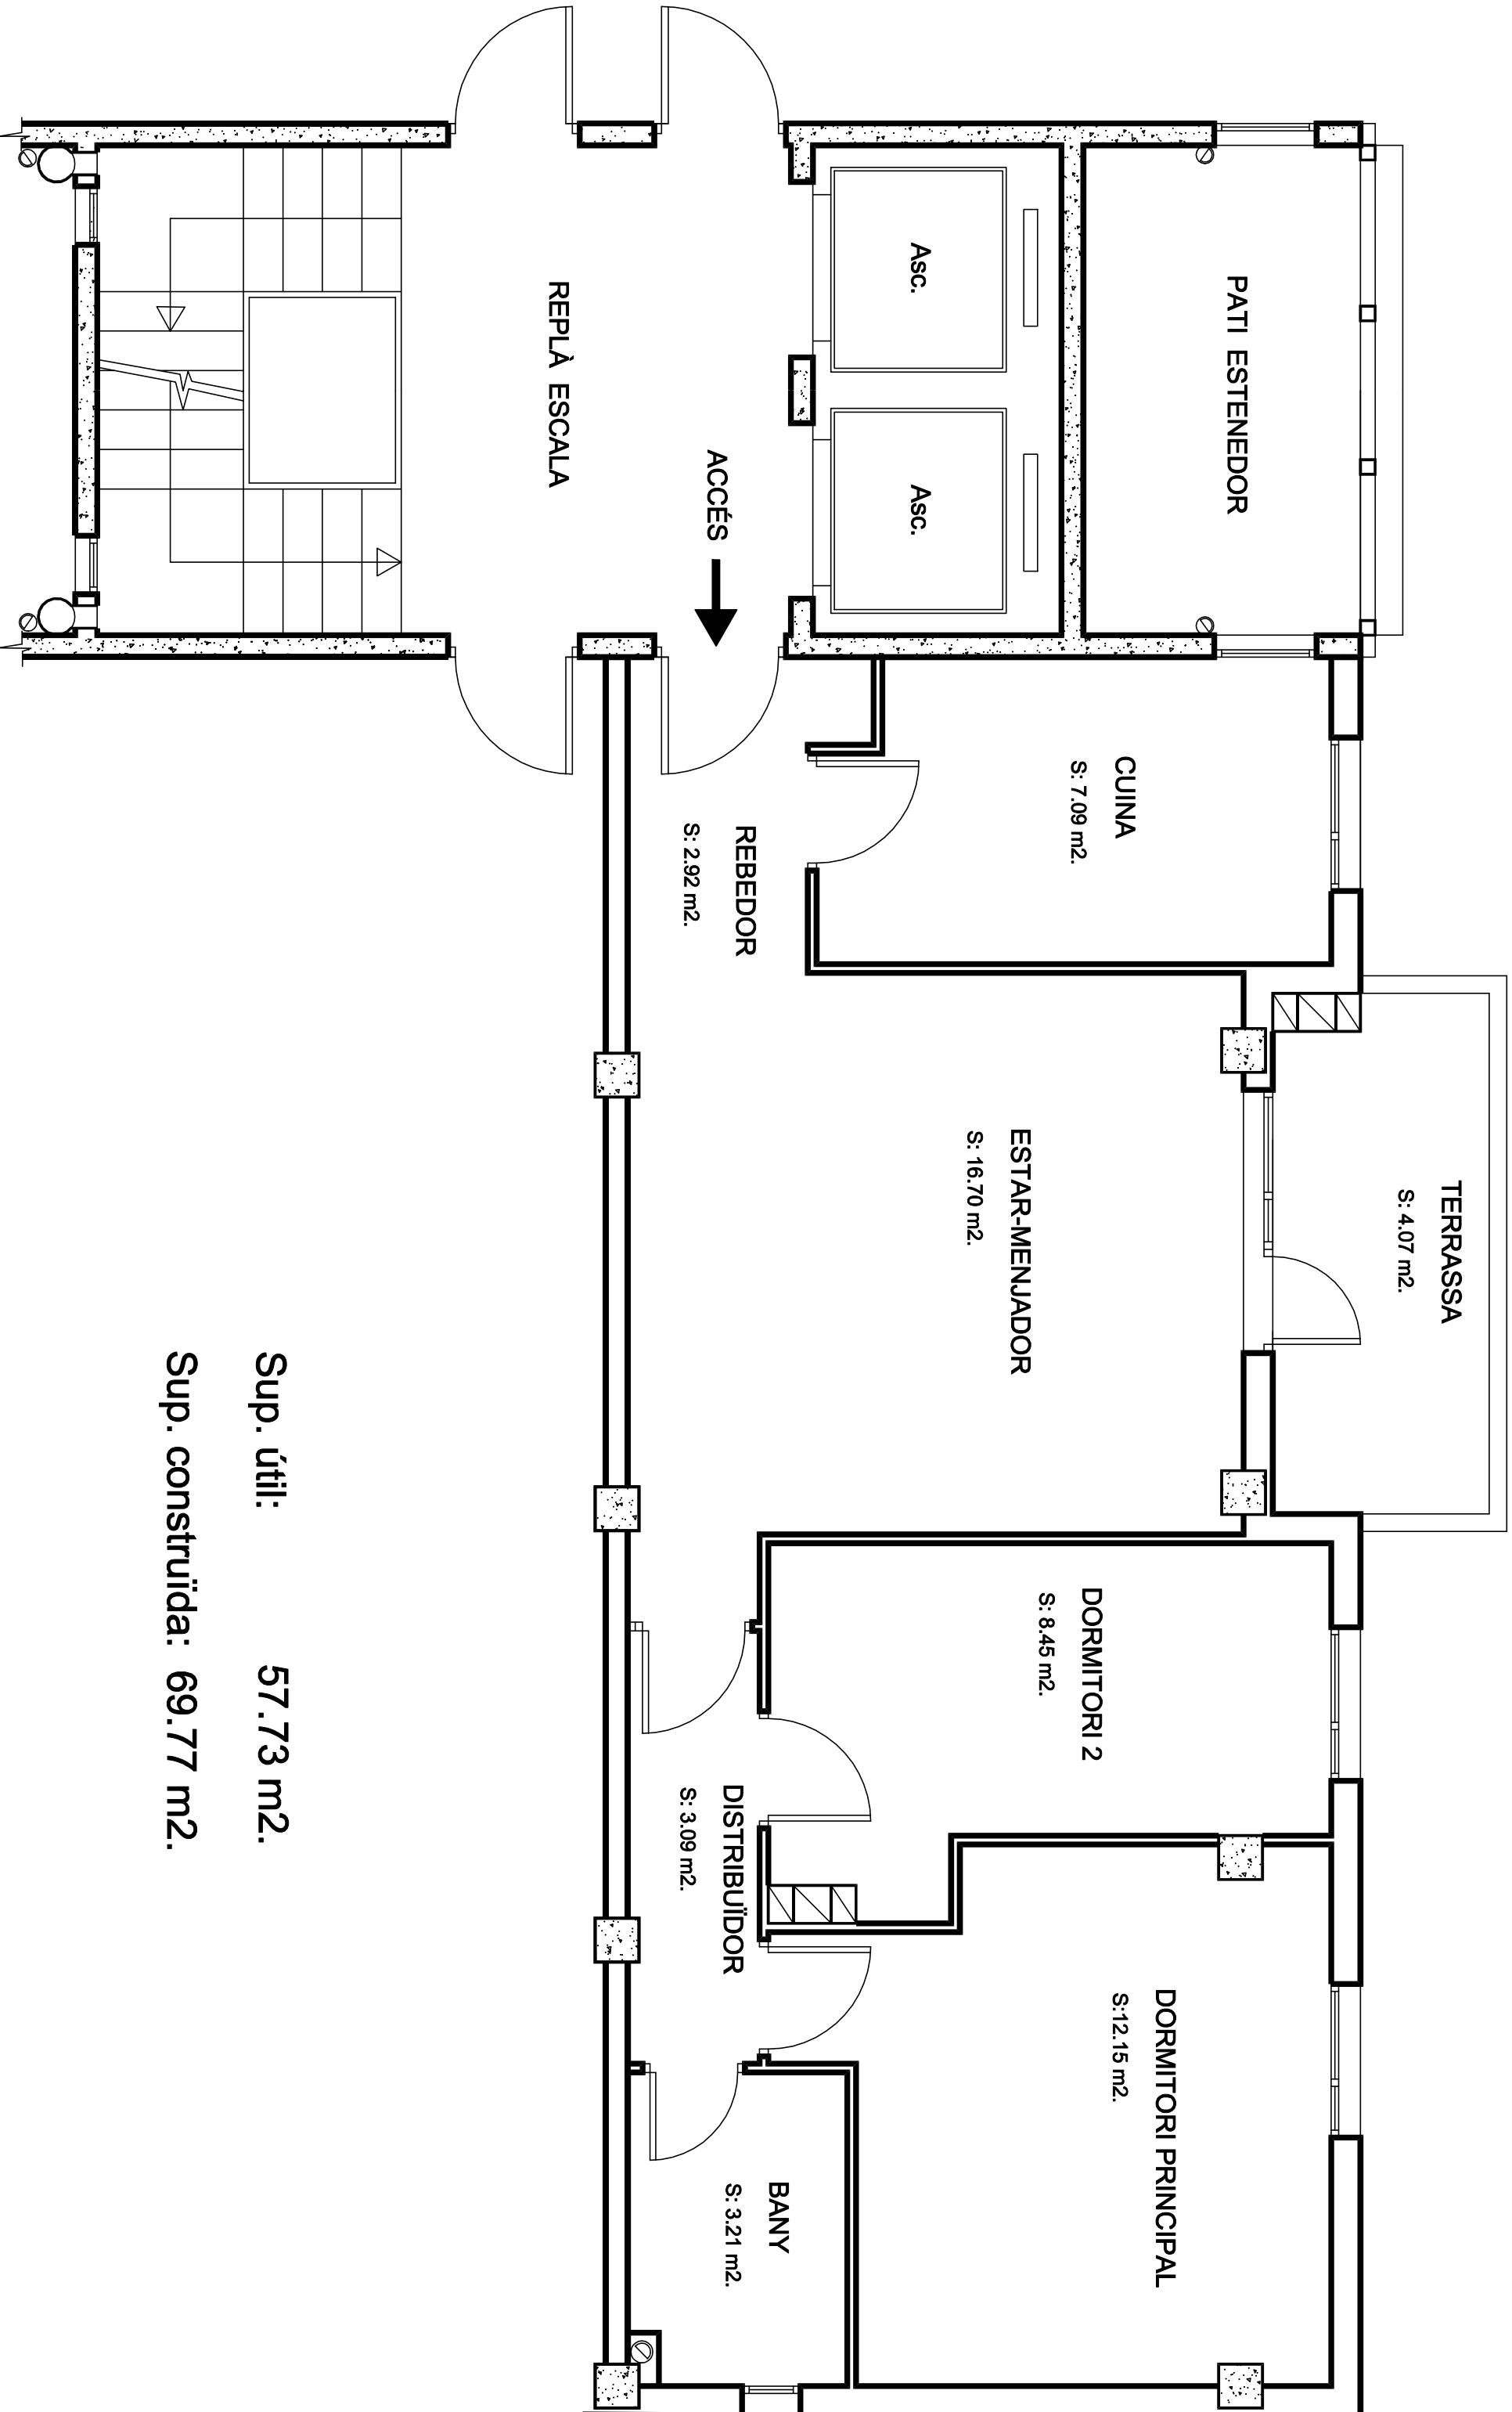 TERRASSA
S: 4.07 m2.
PATI ESTENEDOR
CUINA
S: 7.09 m2.
ESTAR-MENJADOR
S: 16.70 m2.
DORMITORI 2
S: 8.45 m2.
DORMITORI PRINCIPAL
S:12.15 m2.
Asc.
Asc.
ACCÉS
REBEDOR
S: 2.92 m2.
DISTRIBUÏDOR
S: 3.09 m2.
BANY
S: 3.21 m2.
REPLÀ ESCALA
Sup. útil: 57.73 m2.
Sup. construïda: 69.77 m2.